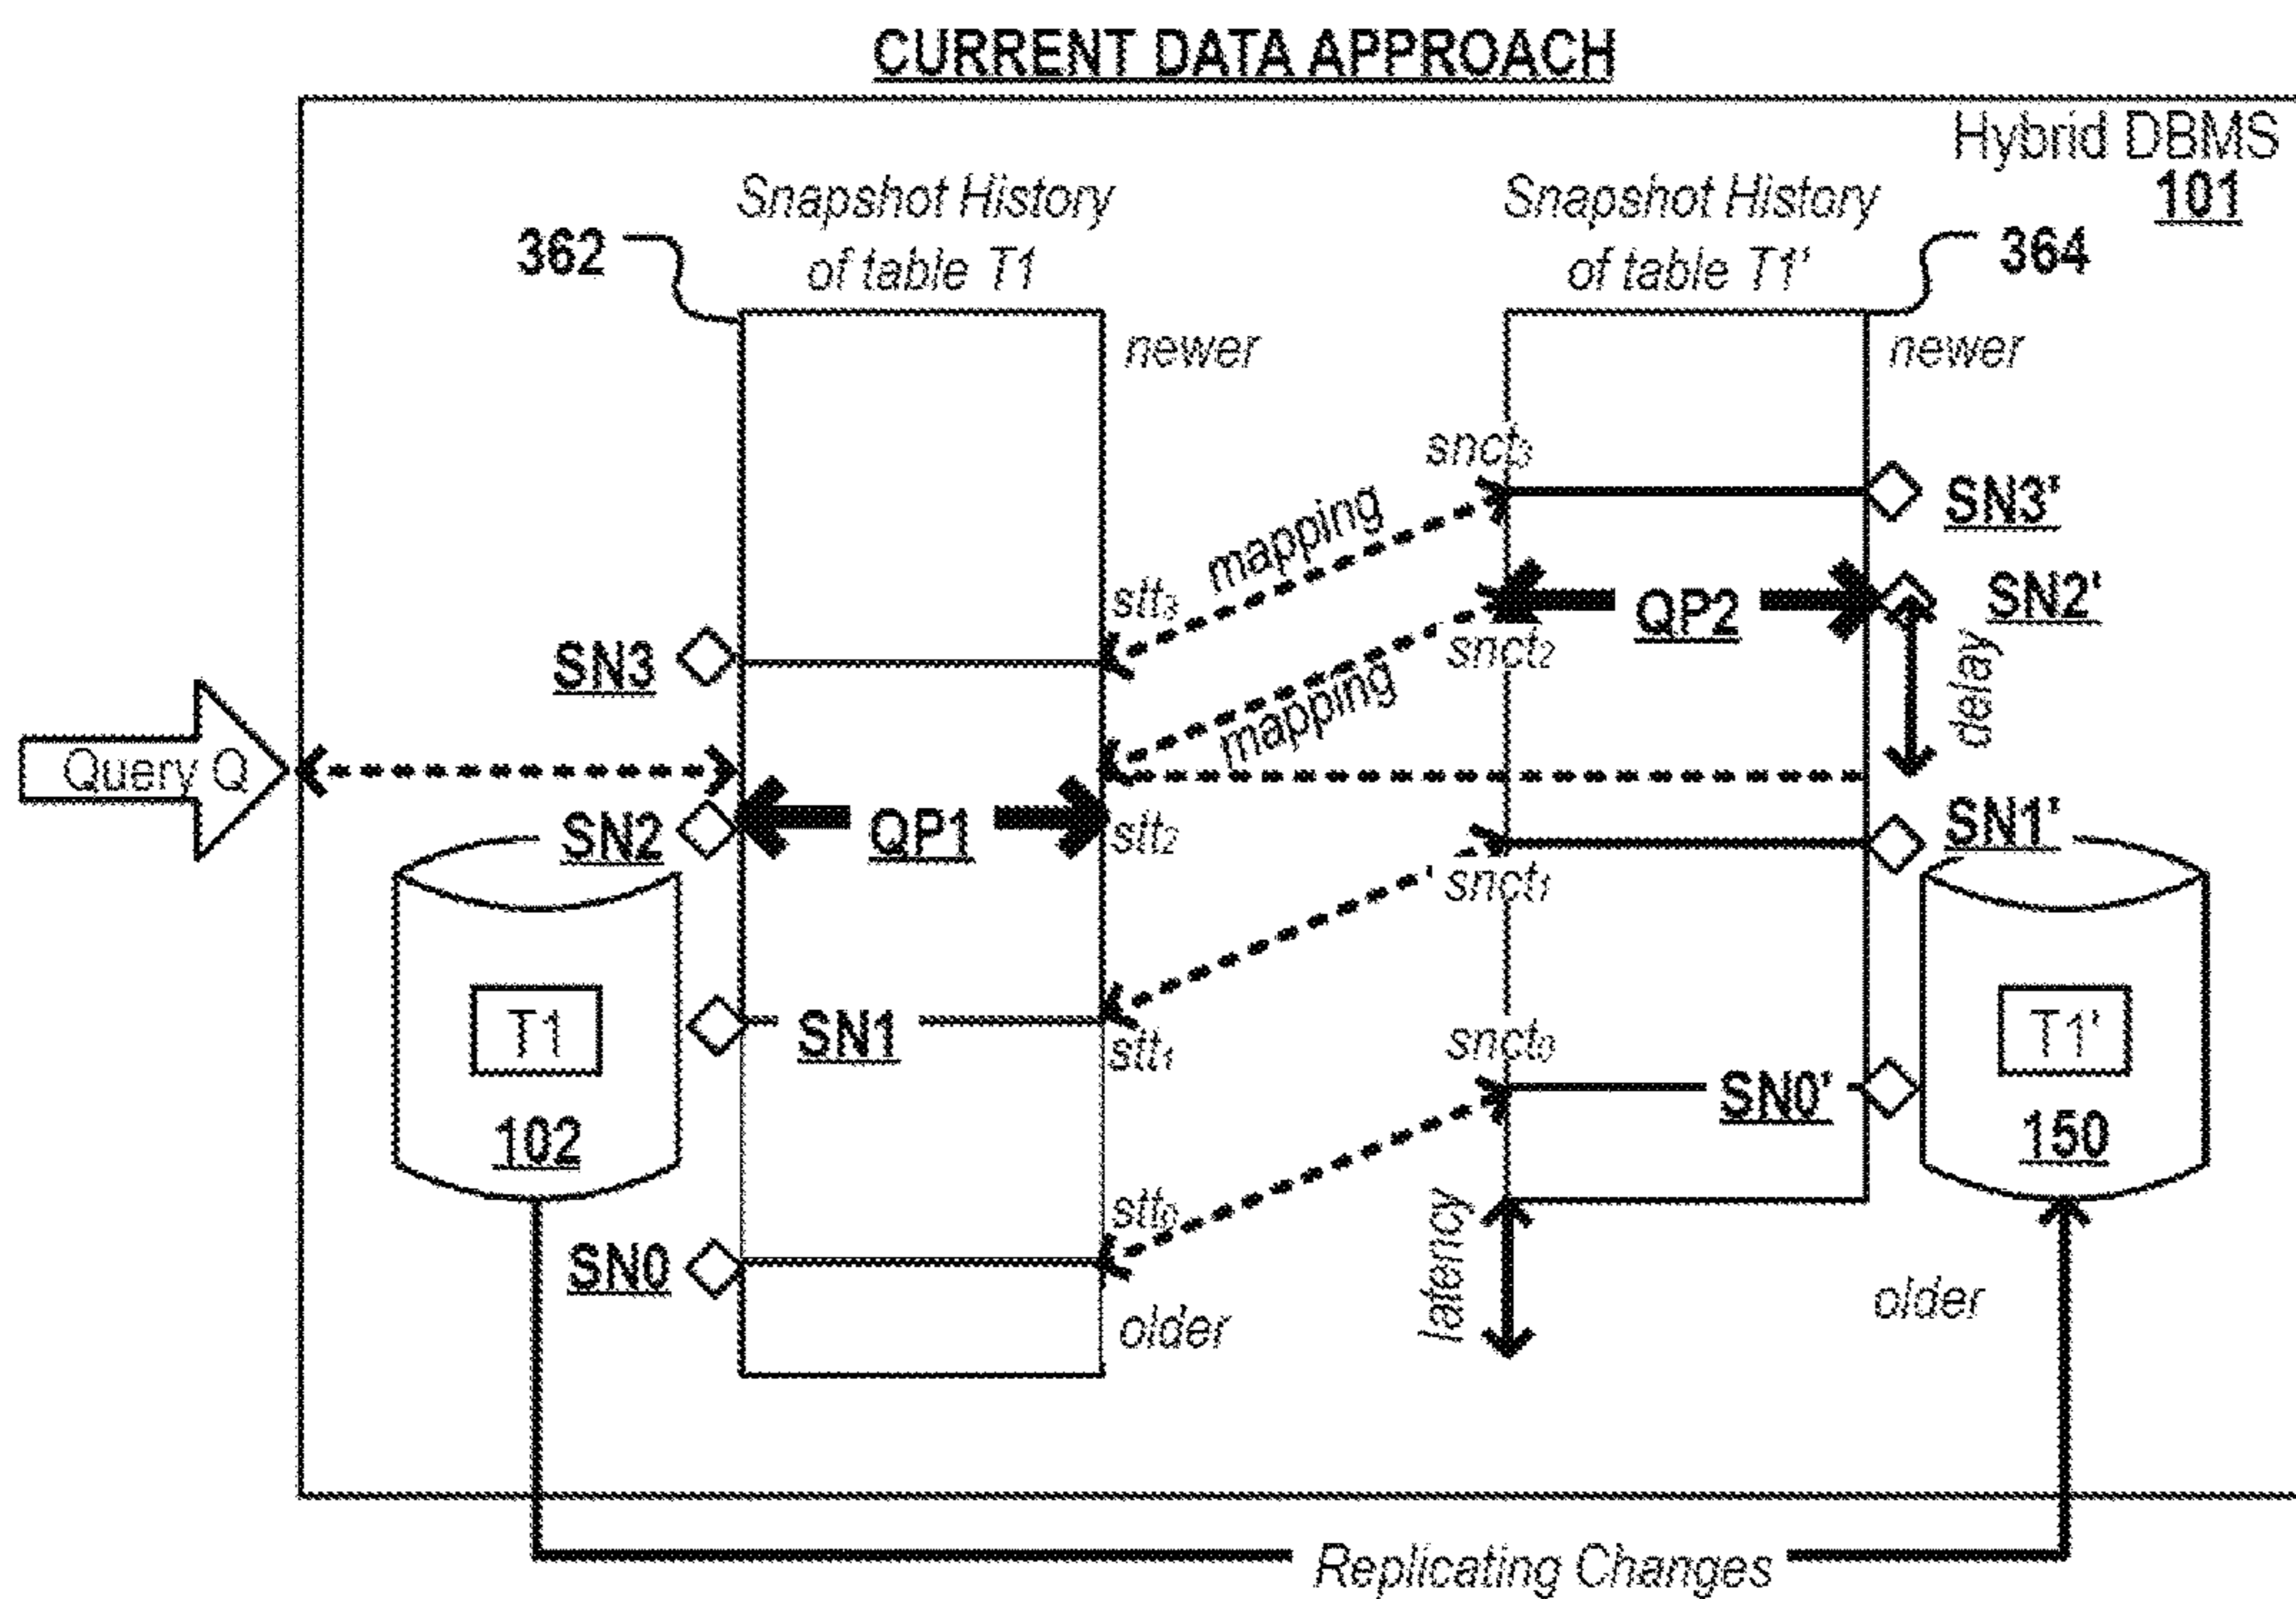 CURRENT DATA APPROACH
Hybrid DBMS
101
Snapshot History
of table T1
Snapshot History
of table T1'
362
364
newer
newer
snct₃
SN3'
mapping
stt₃
SN3
QP2
SN2'
snct₂
mapping
delay
Query Q
SN2
QP1
stt₂
SN1'
snct₁
T1
SN1
stt₁
snct₀
T1'
SN0'
102
150
stt₀
latency
SN0
older
older
Replicating Changes